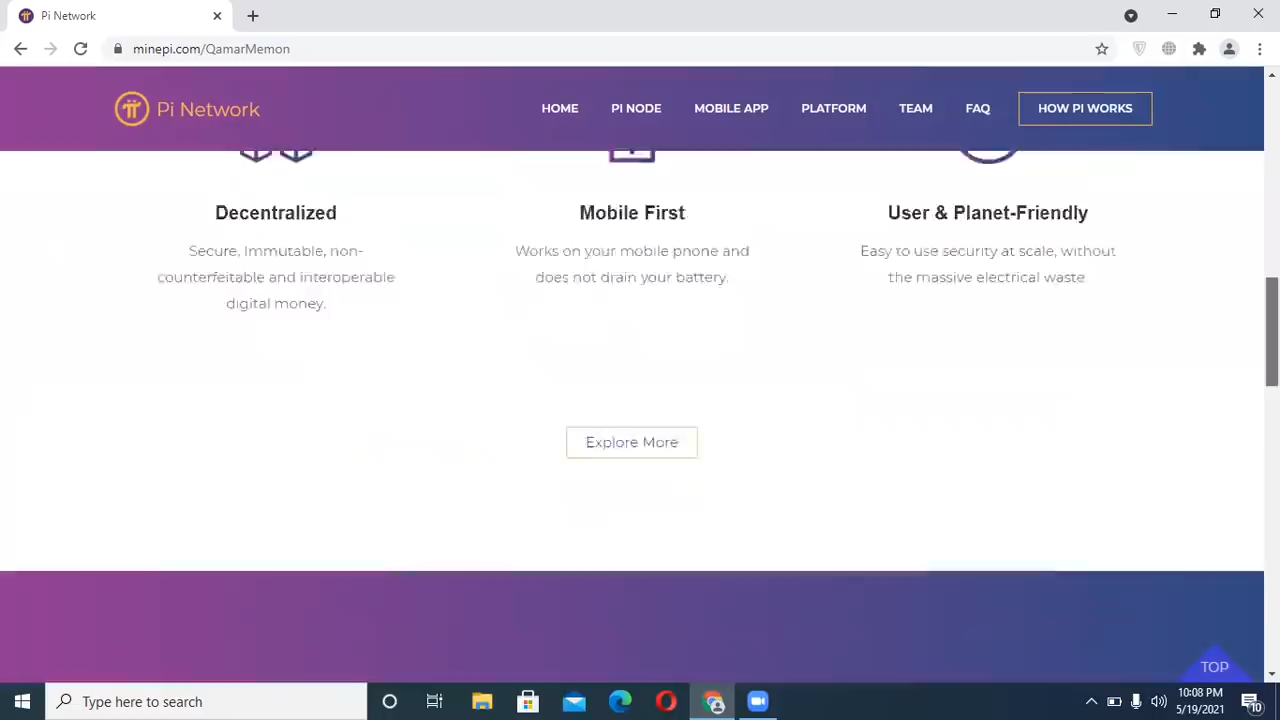 Pi Network
minepi.com/QamarMemon
Pi Network
HOME
PI NODE
MOBILE APP
PLATFORM
TEAM
FAQ
HOW PI WORKS
Decentralized
Secure, Immutable, non-
counterfeitable and interoperable
digital money.
Mobile First
Works on your mobile phone and
does not drain your battery.
User & Planet-Friendly
Easy to use security at scale, without
the massive electrical waste
Explore More
TOP
Type here to search
10:08 PM
5/19/2021
10